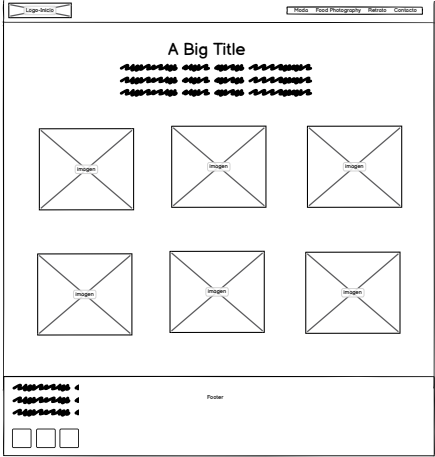 Logo-Inicio
Moda Food Photography Retrato Contacto
A Big Title
Imagen Imagen Imagen
Imagen Imagen Imagen
Footer